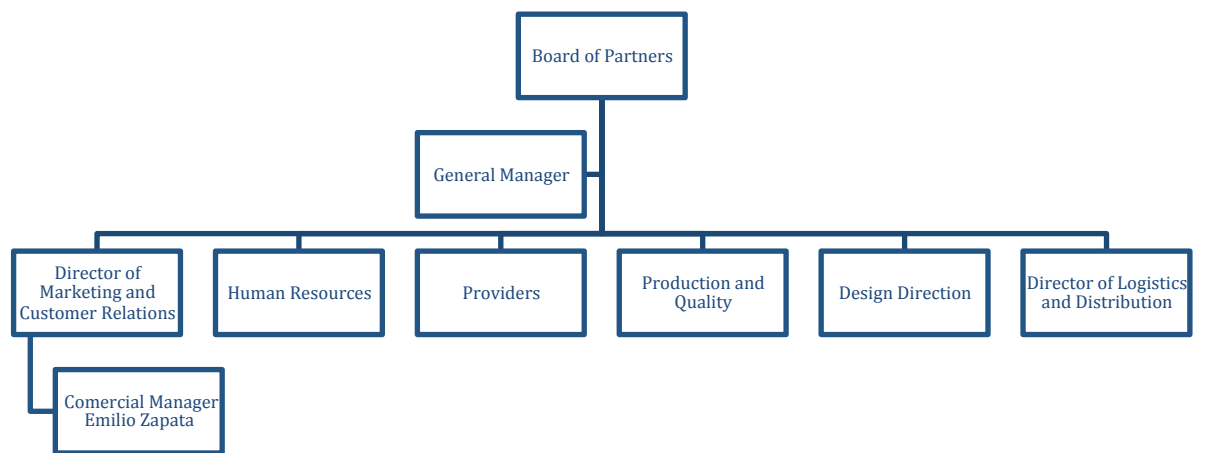 Board of Partners
General Manager
Director of
Marketing and
Customer Relations
Human Resources
Providers
Production and
Quality
Design Direction
Director of Logistics
and Distribution
Comercial Manager
Emilio Zapata